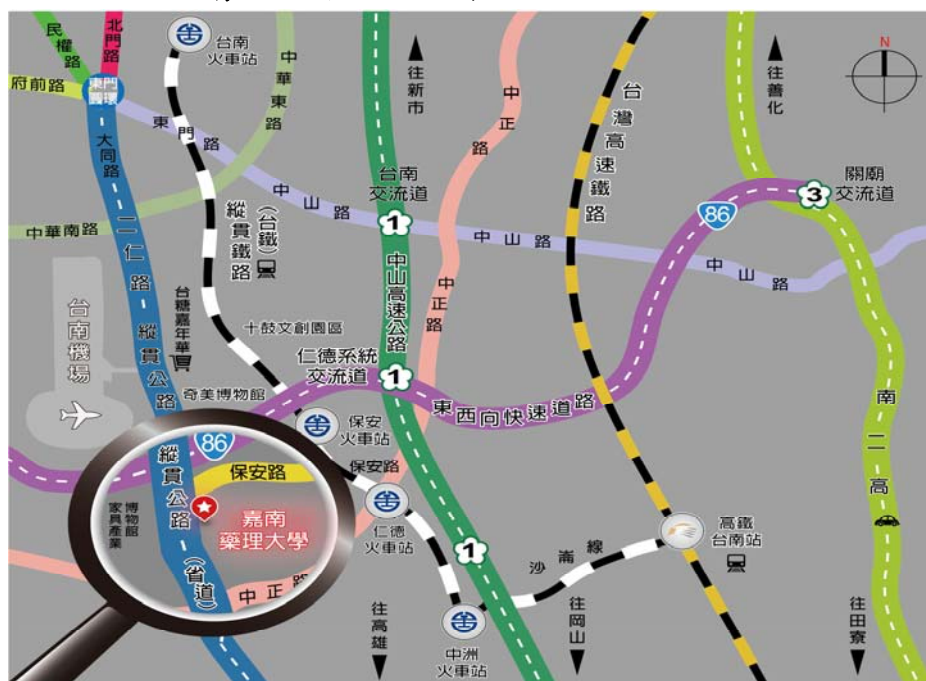 民權路
北門路
府前路
東門圓環
大同路
台南
火車站
中華東路
往新市
中正路
台灣高速鐵路
往善化
N
東門路
中山路
台南
交流道
1
86
關廟
交流道
3
中華南路
二仁路
縱貫鐵路
(台鐵)
中山高速公路
中山路
中山路
中正路
台南機場
縱貫公路
台糖嘉年華
十鼓文創園區
仁德系統
交流道
1
奇美博物館
東西向快速道路
南二高
保安
火車站
86
縱貫公路
(省道)
保安路
保安路
家具產業
博物館
嘉南
藥理大學
仁德
火車站
1
高鐵
台南站
沙崙線
中正路
往高雄
中洲
火車站
往岡山
往田寮